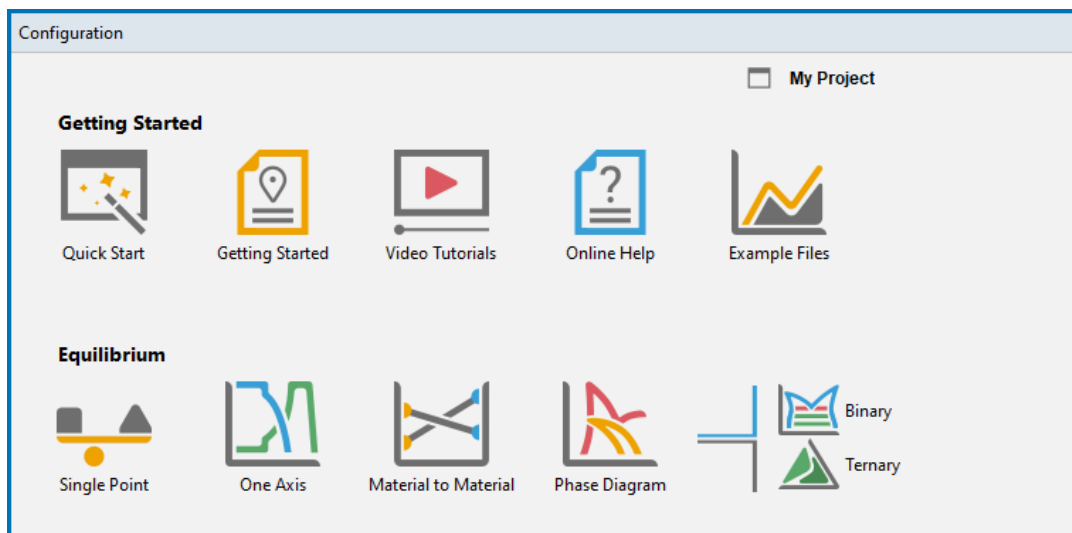 Configuration
My Project
Getting Started
Quick Start
Getting Started
Video Tutorials
Online Help
Example Files
Equilibrium
Binary
Ternary
Single Point
One Axis
Material to Material
Phase Diagram